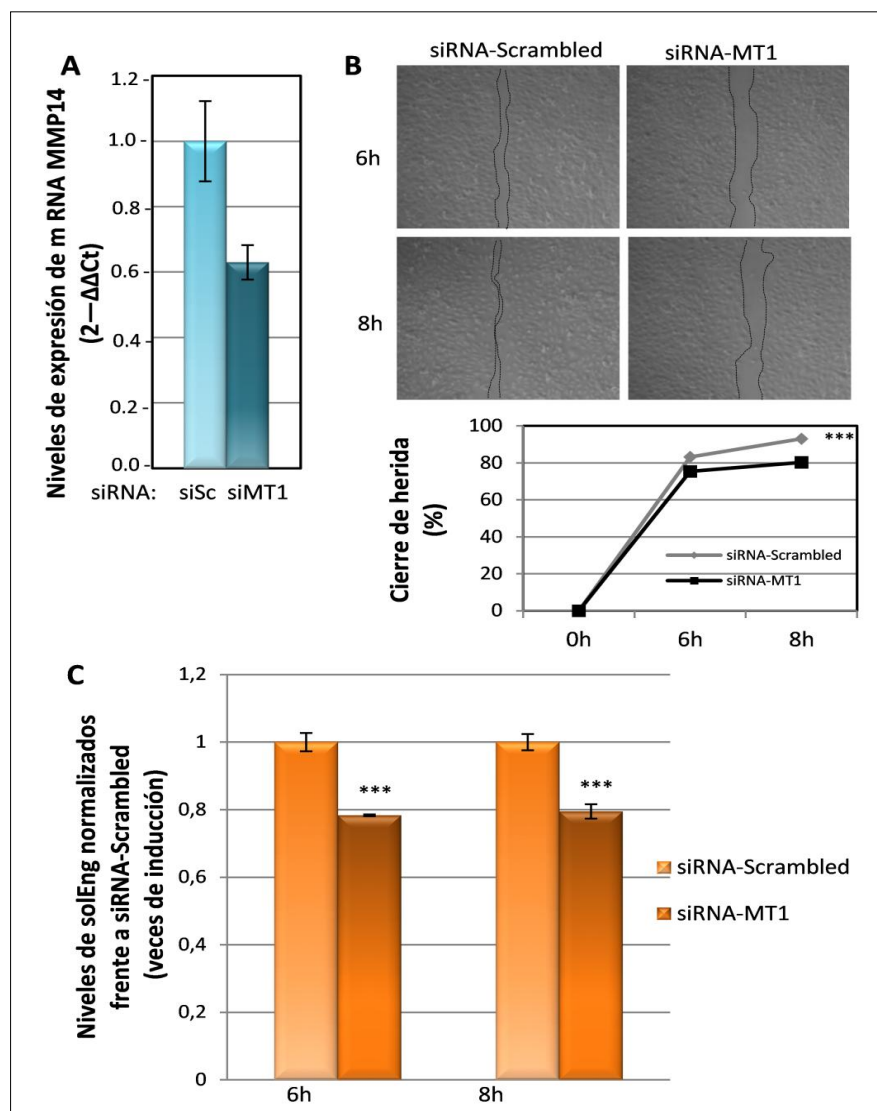 A
Niveles de expresión de m RNA MMP14
(2—ΔΔCt)
1,2 -
1.0 -
0.8 -
0.6 -
0.4 -
0.2 -
0.0 -
siRNA: siSc siMT1
B
siRNA-Scrambled siRNA-MT1
6h
8h
Cierre de herida
(%)
100
80
60
40
20
0
***
siRNA-Scrambled
siRNA-MT1
0h 6h 8h
C
Niveles de solEng normalizados
frente a siRNA-Scrambled
(veces de inducción)
1,2
1
0,8
0,6
0,4
0,2
0
***
***
siRNA-Scrambled
siRNA-MT1
6h 8h